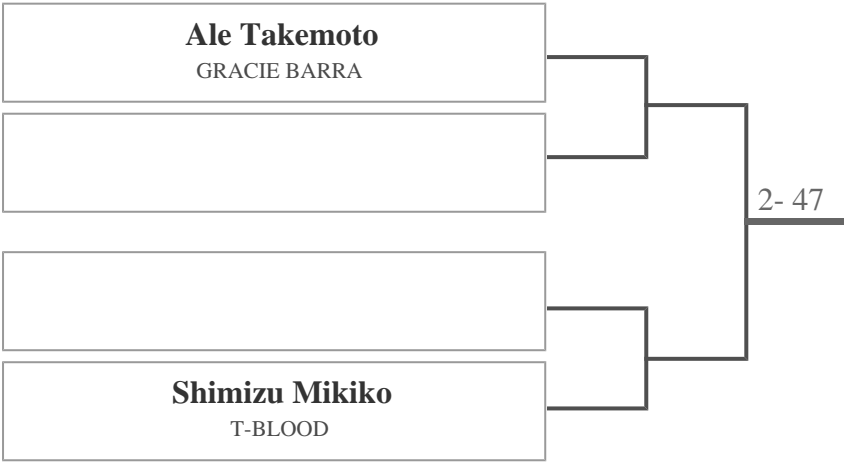 Ale Takemoto
GRACIE BARRA
2- 47
Shimizu Mikiko
T-BLOOD